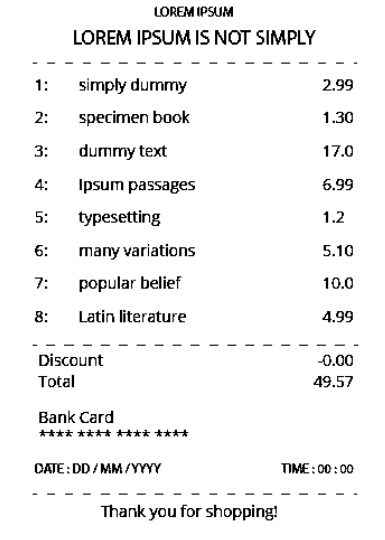 LOREM IPSUM
LOREM IPSUM IS NOT SIMPLY
1: simply dummy 2.99
2: specimen book 1.30
3: dummy text 17.0
4: Ipsum passages 6.99
5: typesetting 1.2
6: many variations 5.10
7: popular belief 10.0
8: Latin literature 4.99
Discount -0.00
Total 49.57
Bank Card
**** **** **** ****
DATE : DD / MM / YYYY TIME : 00 : 00
Thank you for shopping!